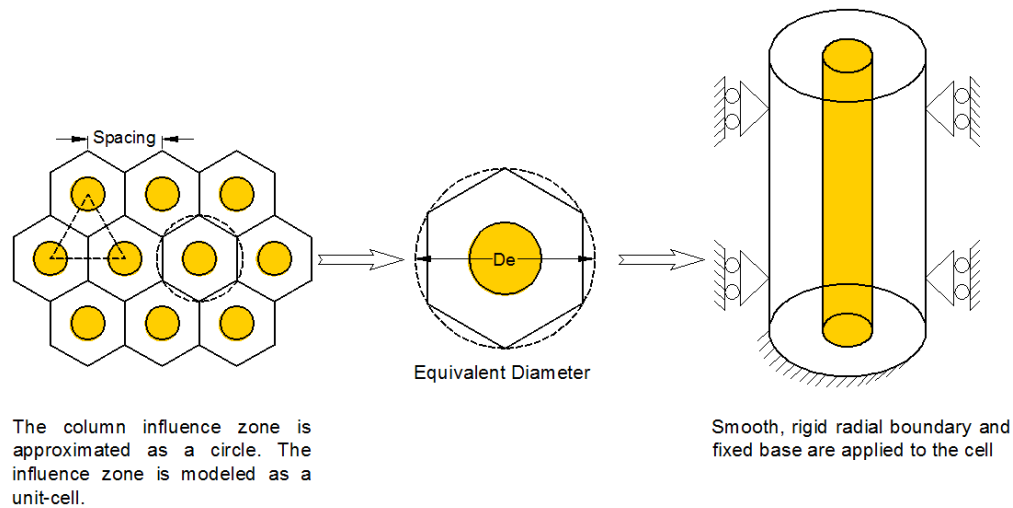 Spacing
De
Equivalent Diameter
The column influence zone is
approximated as a circle. The
influence zone is modeled as a
unit-cell.
Smooth, rigid radial boundary and
fixed base are applied to the cell